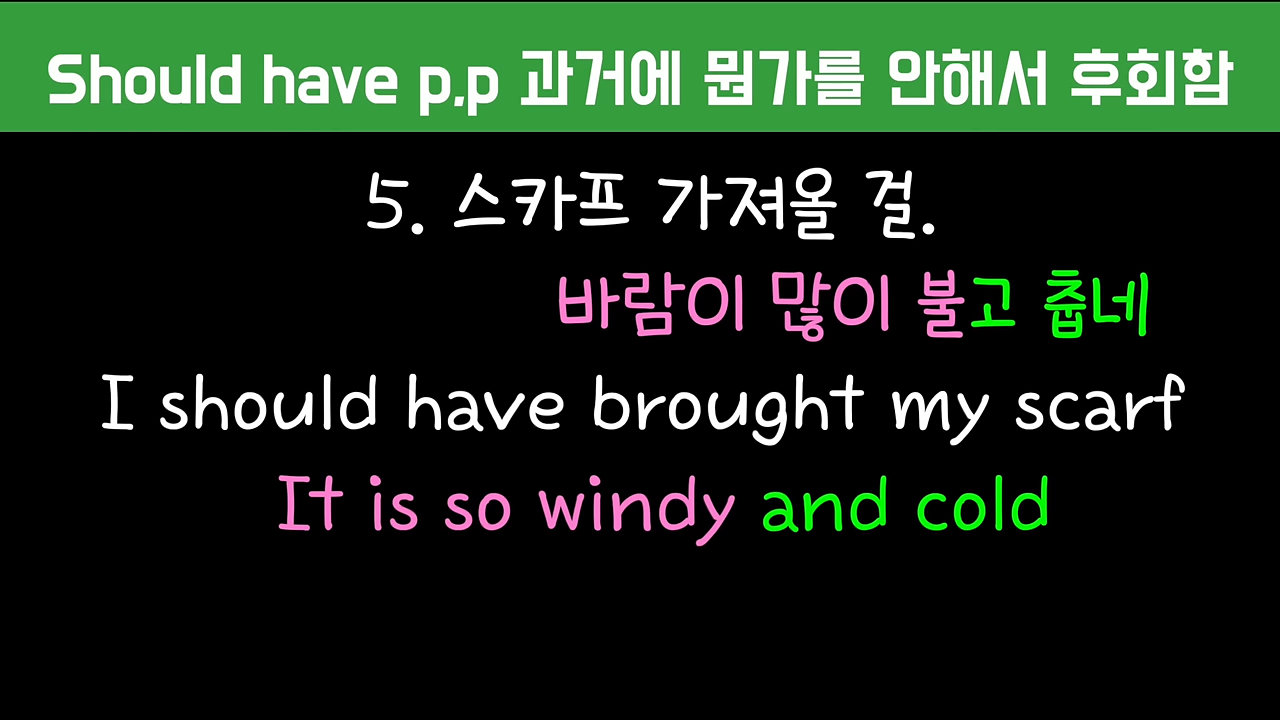 Should have p,p 과거에 뭔가를 안해서 후회함
5. 스카프 가져올 걸.
바람이 많이 불고 춥네
I should have brought my scarf
It is so windy and cold